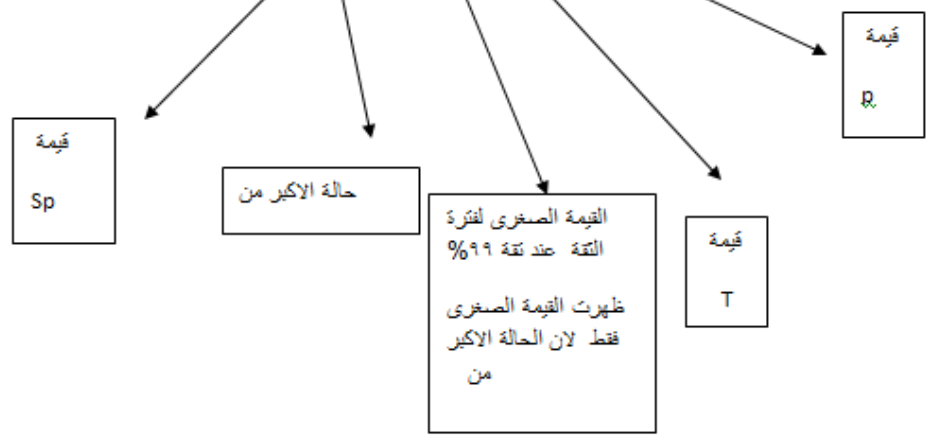 قيمة
p
قيمة
Sp
حالة الاكبر من
القيمة الصغرى لفترة
الثقة عند ثقة ٩٩%
ظهرت القيمة الصغرى
فقط لان الحالة الاكبر
من
قيمة
T